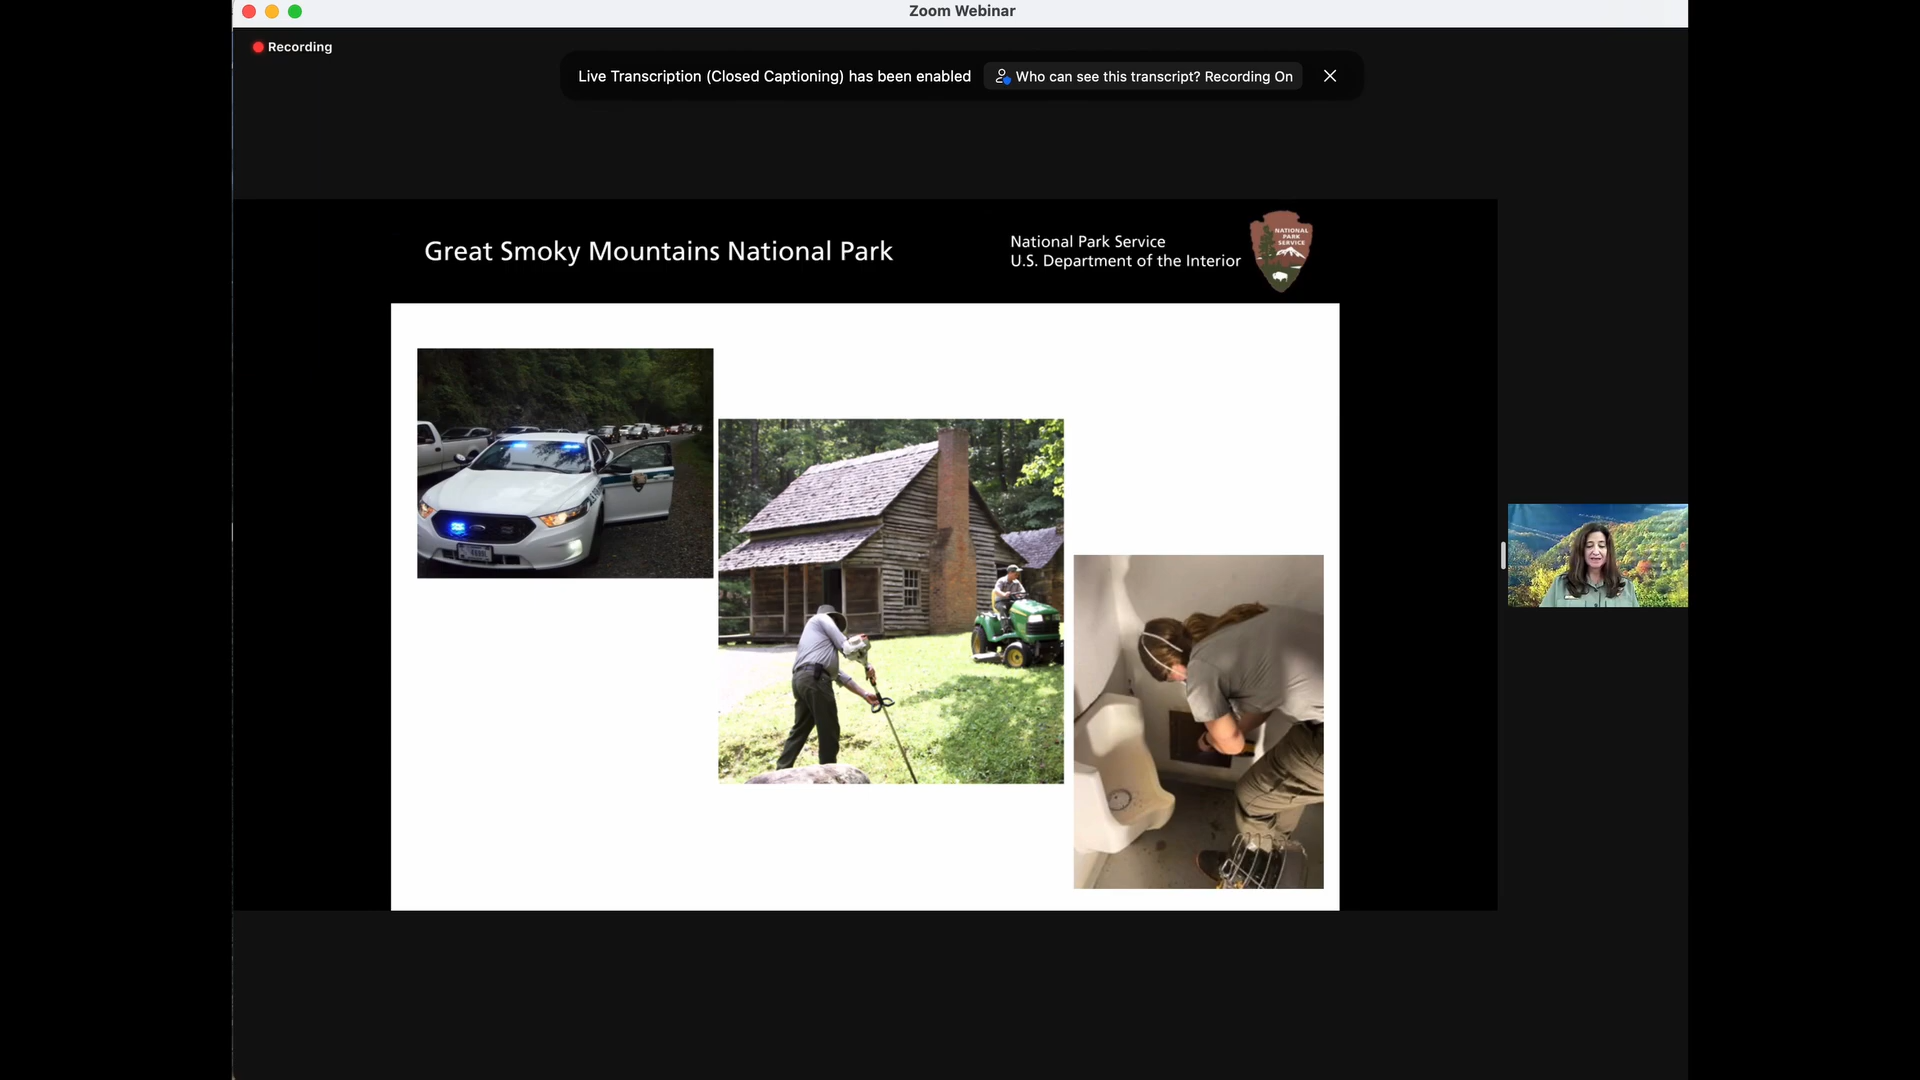 Zoom Webinar
Recording
Live Transcription (Closed Captioning) has been enabled
Who can see this transcript? Recording On
Great Smoky Mountains National Park
National Park Service
U.S. Department of the Interior
NATIONAL
PARK
SERVICE